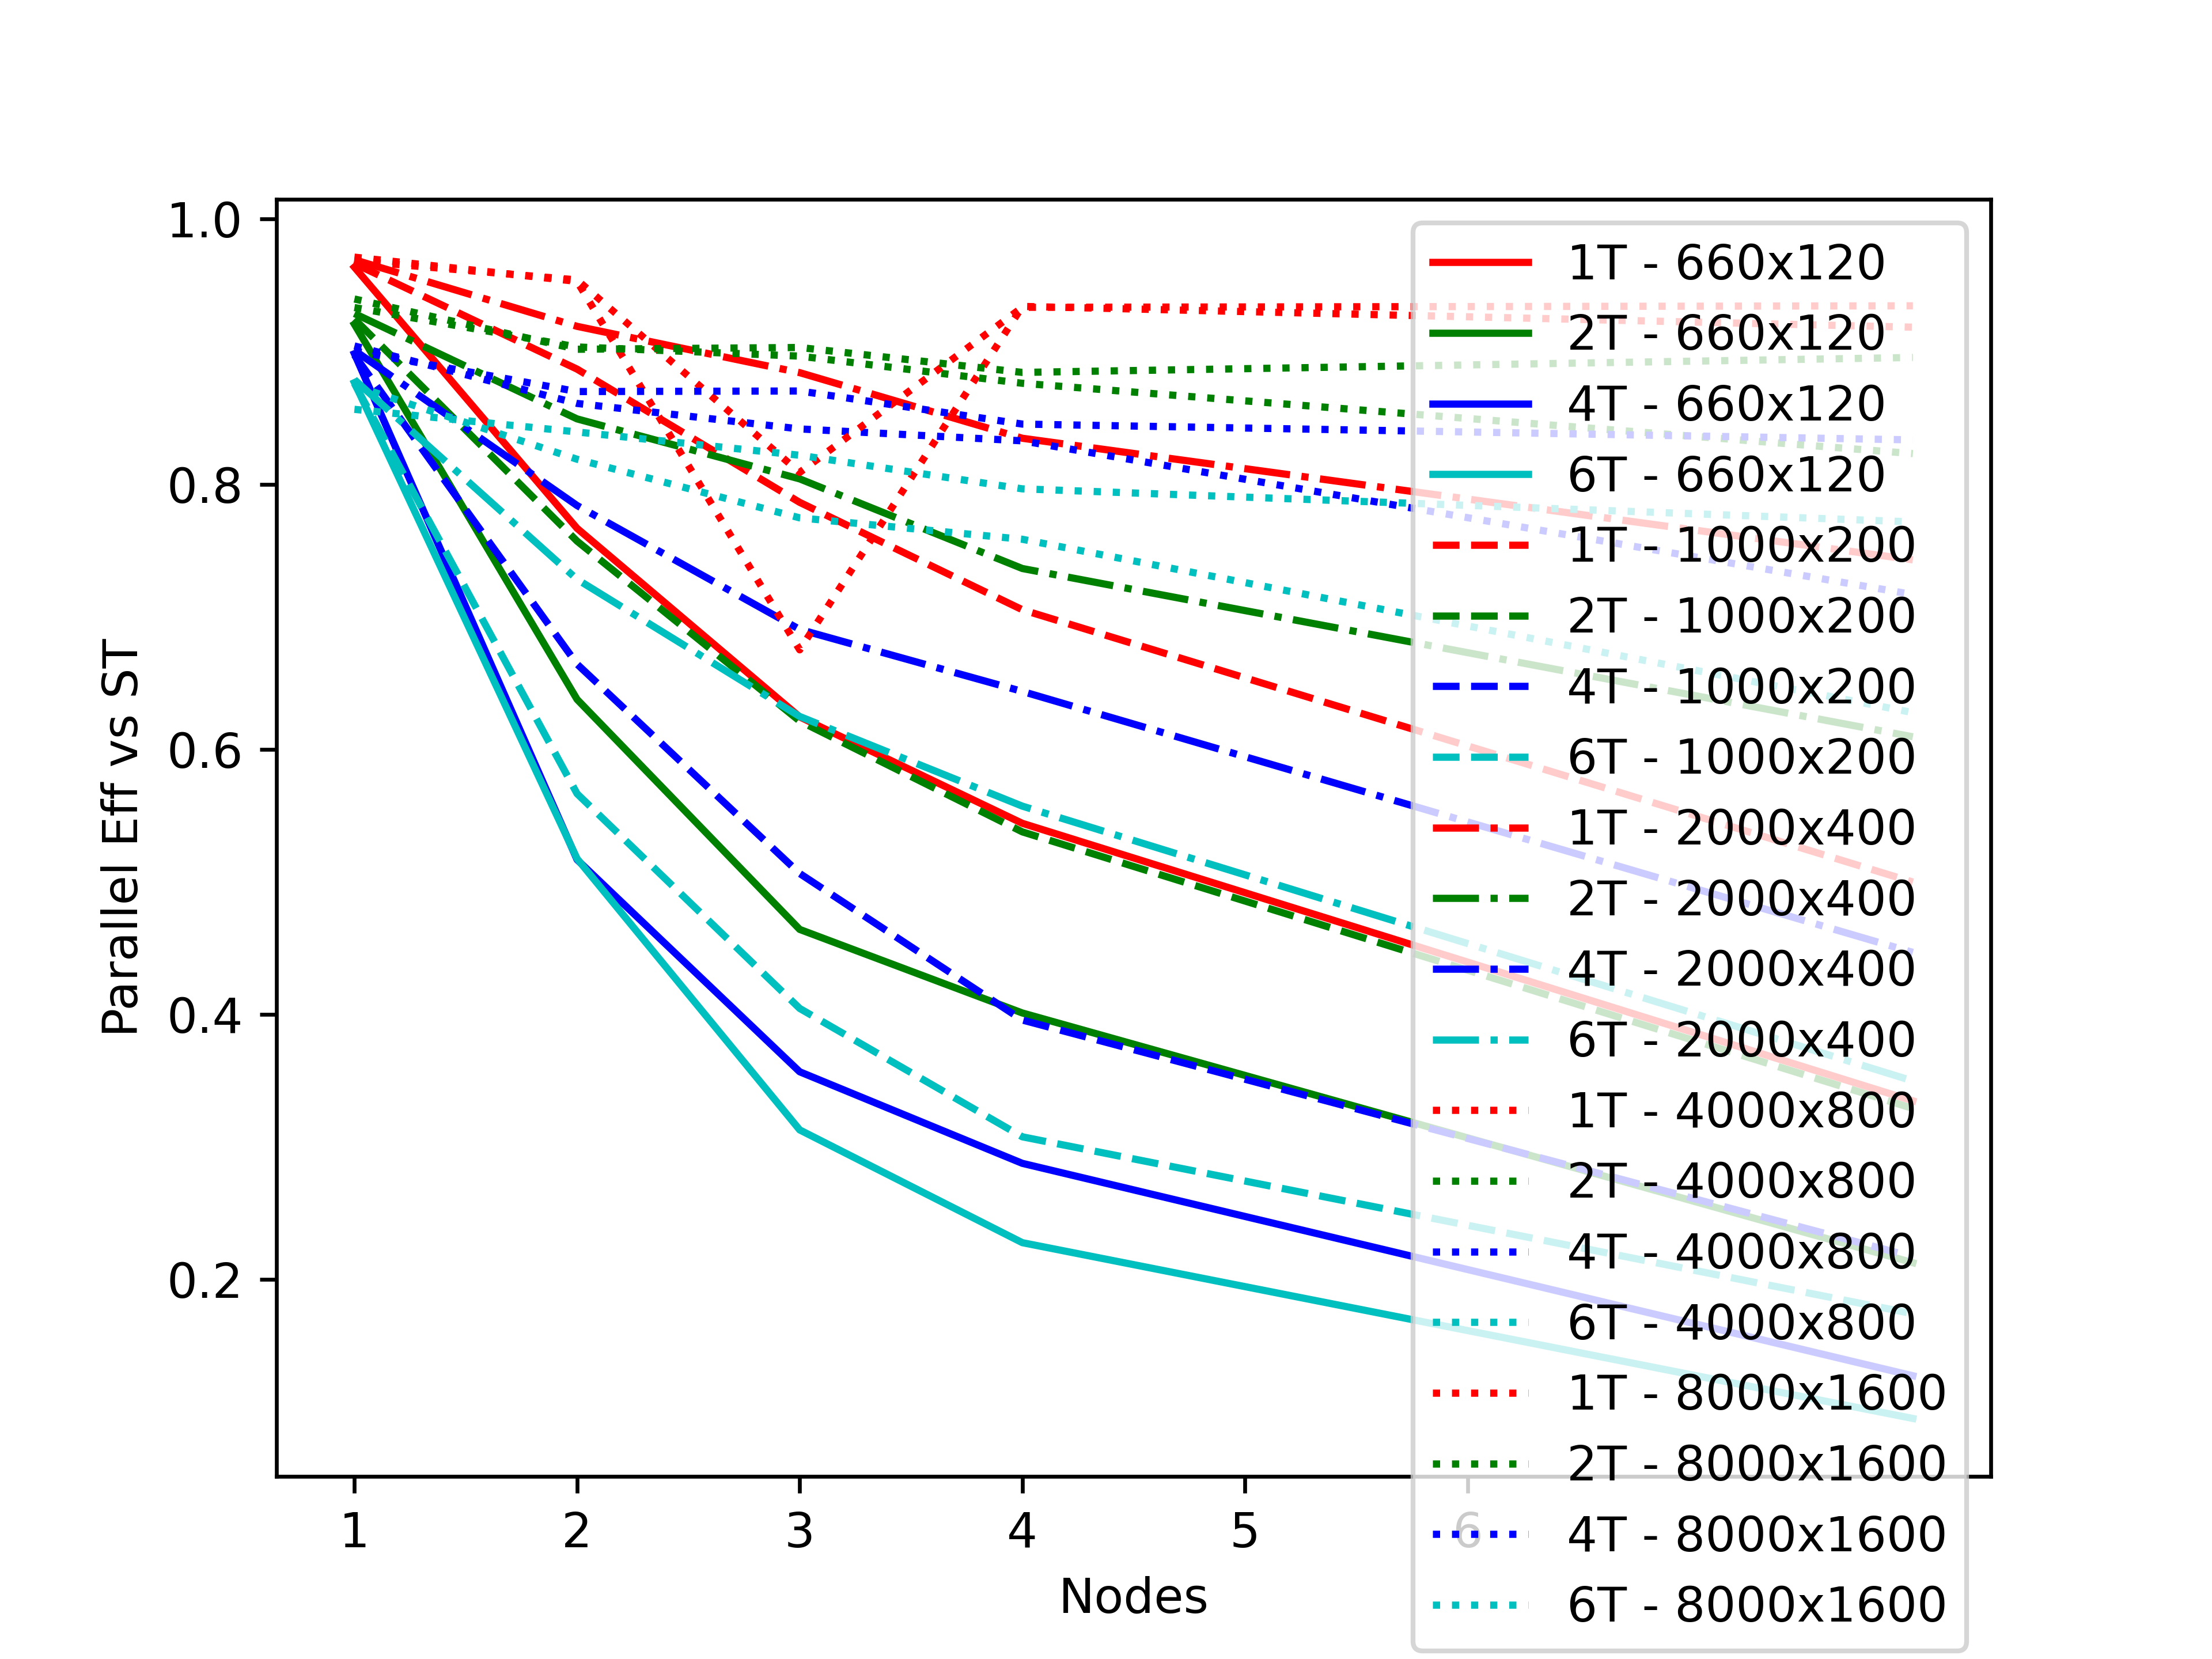 1.0
0.8
0.6
0.4
0.2
Parallel Eff vs ST
1 2 3 4 5 6
Nodes
1T - 660x120
2T - 660x120
4T - 660x120
6T - 660x120
1T - 1000x200
2T - 1000x200
4T - 1000x200
6T - 1000x200
1T - 2000x400
2T - 2000x400
4T - 2000x400
6T - 2000x400
1T - 4000x800
2T - 4000x800
4T - 4000x800
6T - 4000x800
1T - 8000x1600
2T - 8000x1600
4T - 8000x1600
6T - 8000x1600